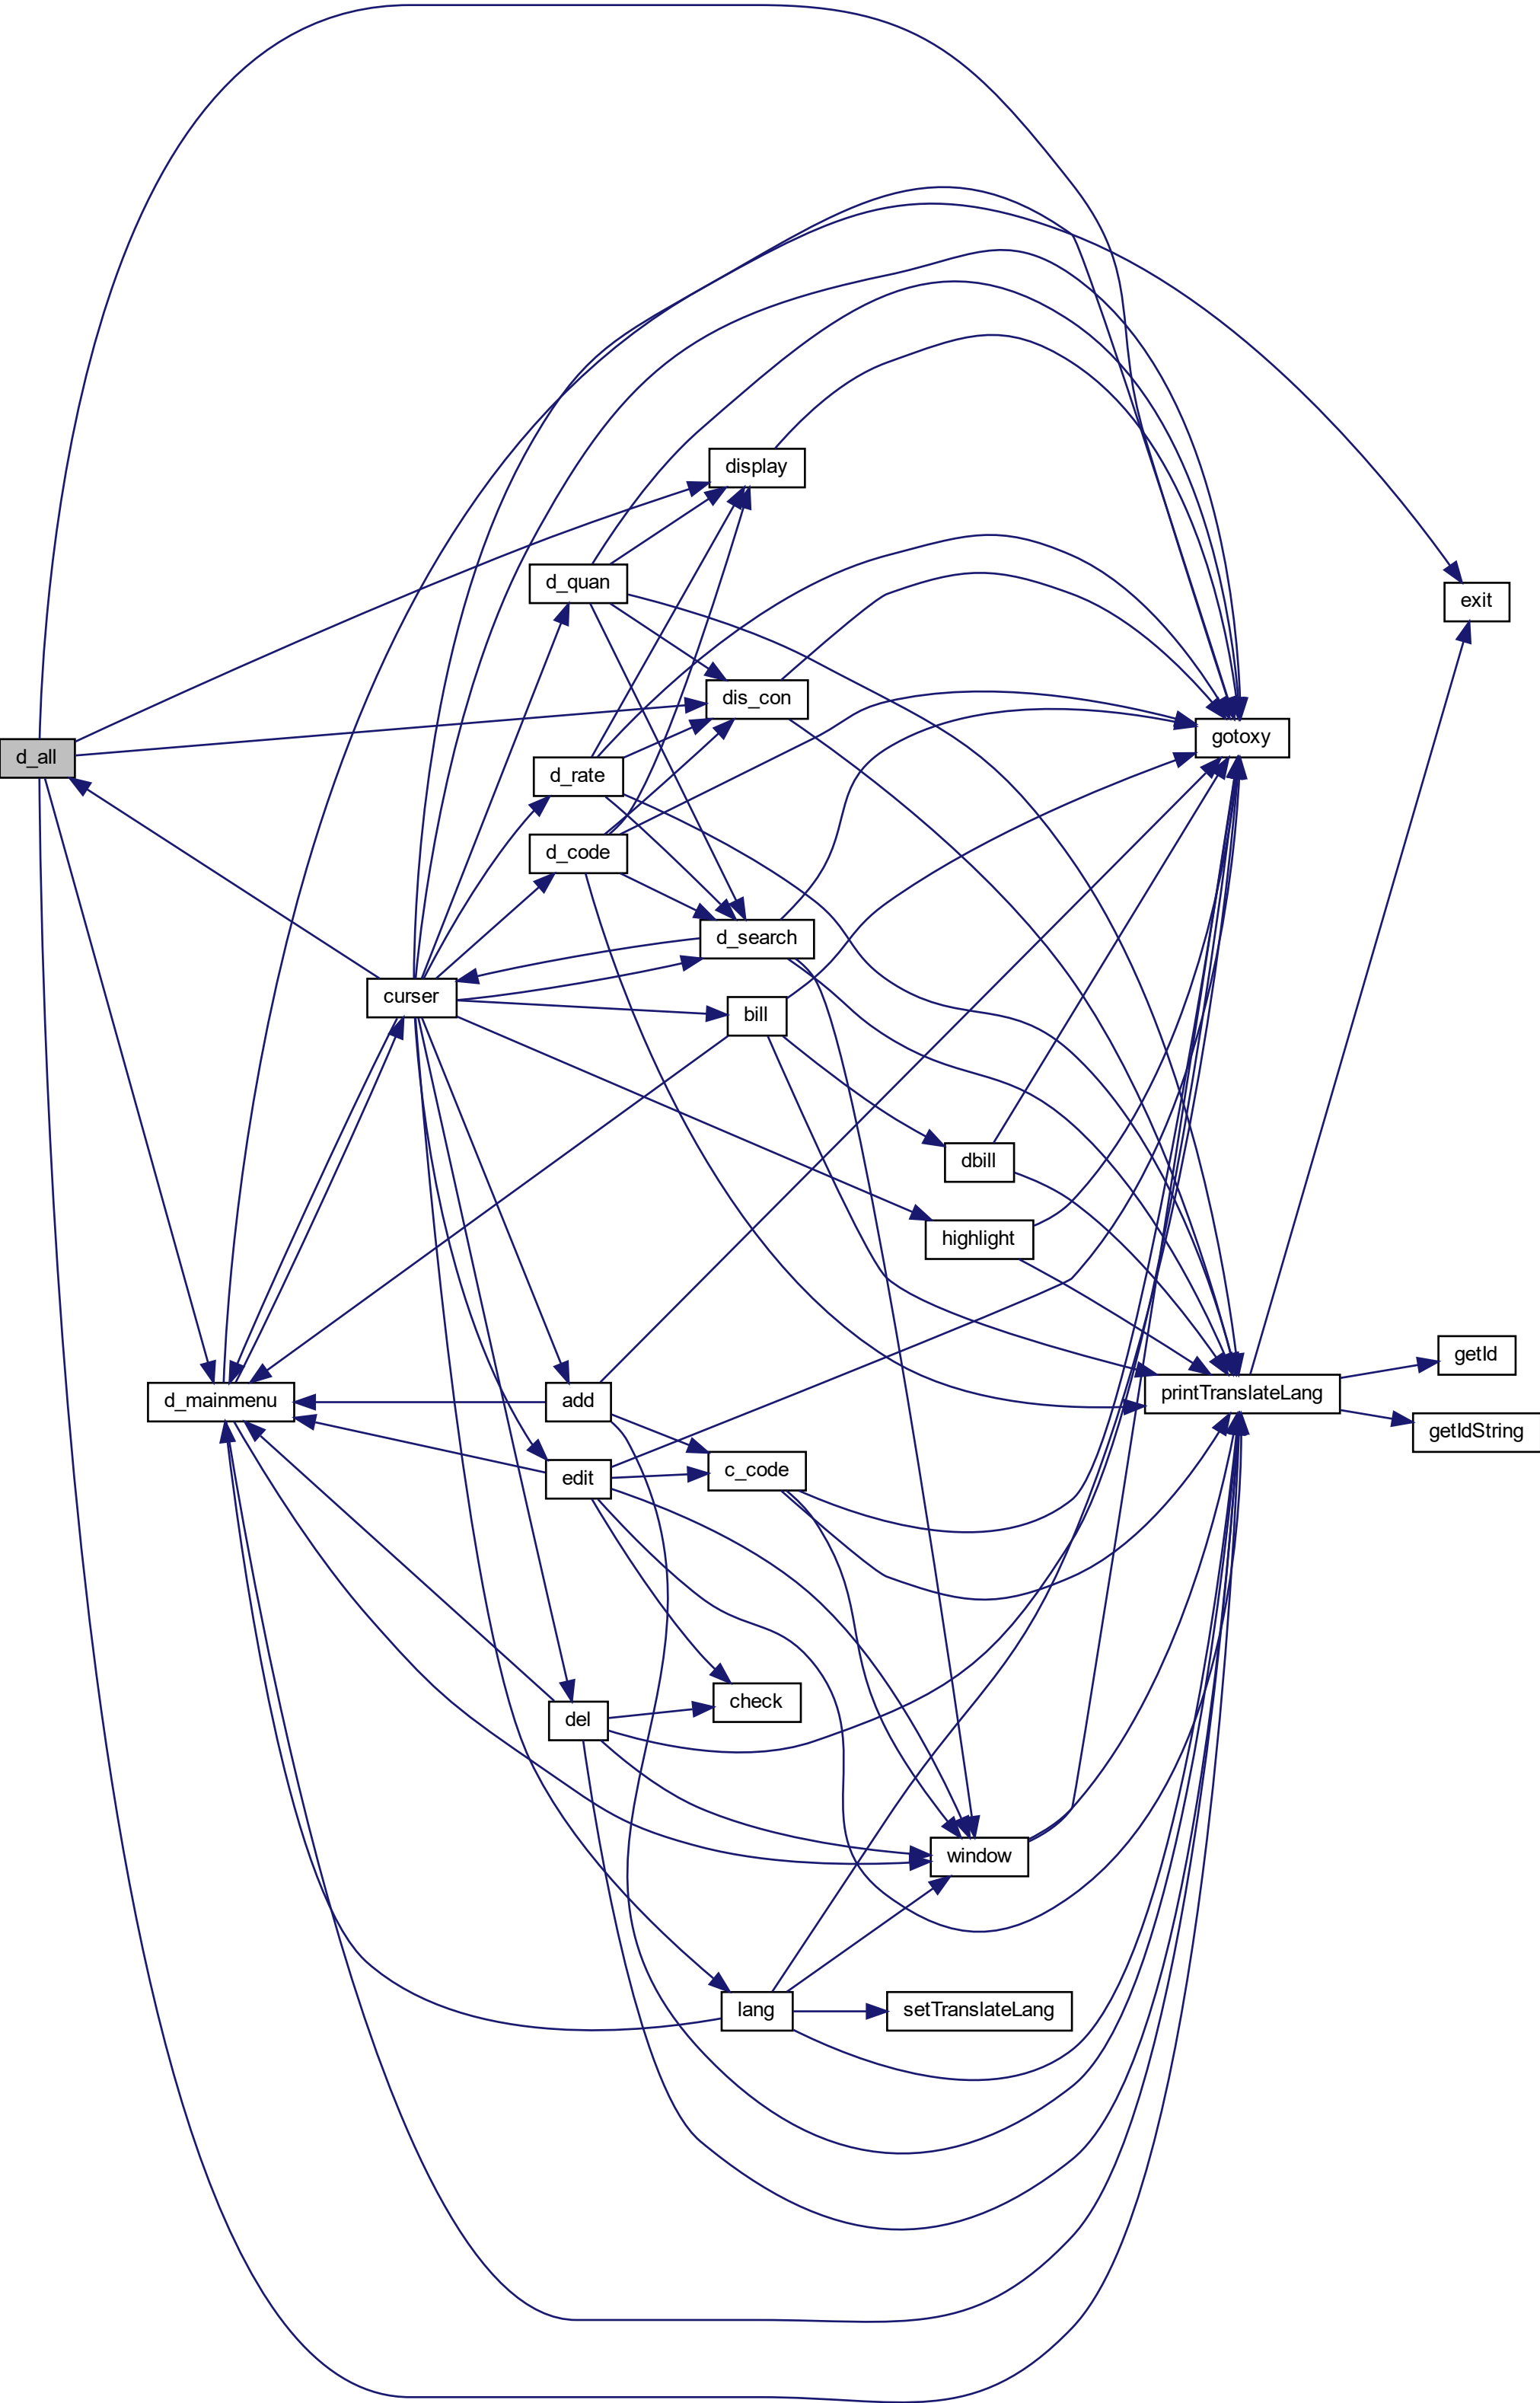 display
d_quan
exit
dis_con
gotoxy
d_all
d_rate
d_code
d_search
curser
bill
dbill
highlight
getId
printTranslateLang
d_mainmenu
add
getIdString
c_code
edit
check
del
window
lang
setTranslateLang